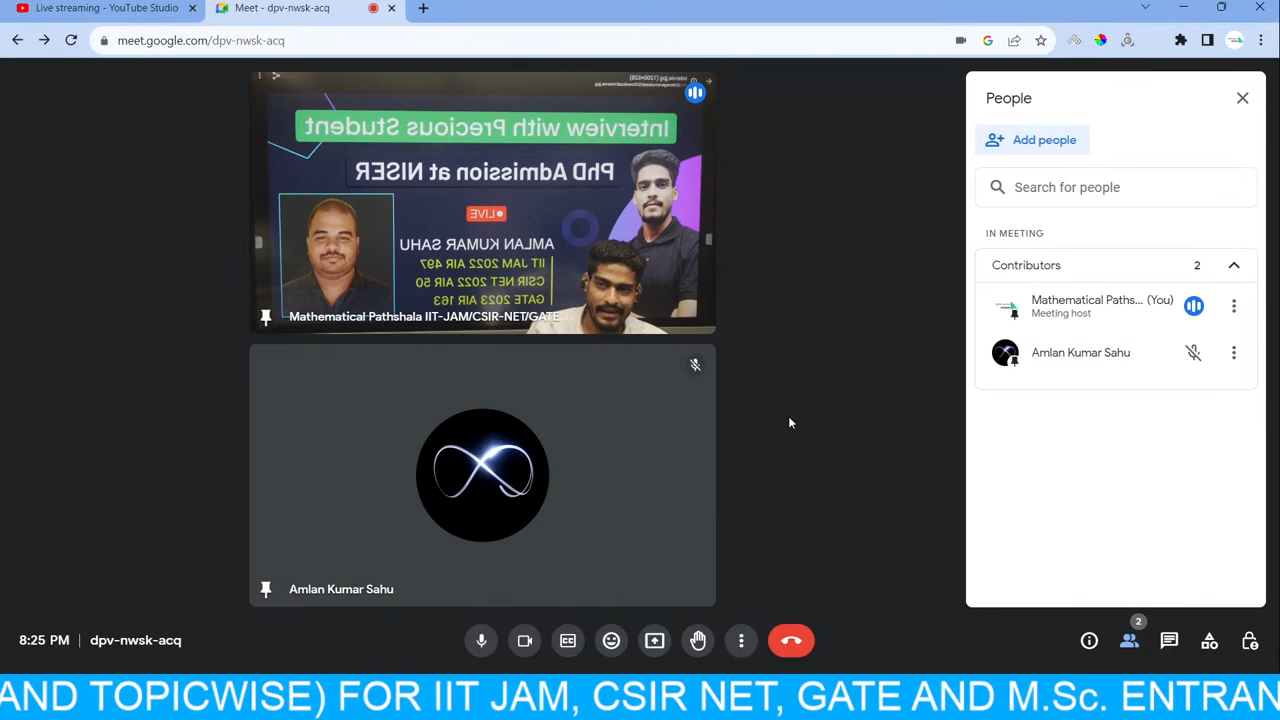 Live streaming - YouTube Studio
Meet - dpv-nwsk-acq
meet.google.com/dpv-nwsk-acq
Interview with Precious Student
PhD Admission at NISER
LIVE
AMLAN KUMAR SAHU
IIT JAM 2022 AIR 497
CSIR NET 2022 AIR 50
GATE 2023 AIR 163
Mathematical Pathshala IIT-JAM/CSIR-NET/GATE
Amlan Kumar Sahu
People
Add people
Search for people
IN MEETING
Contributors 2
Mathematical Paths... (You)
Meeting host
Amlan Kumar Sahu
8:25 PM dpv-nwsk-acq
CC
2
AND TOPICWISE) FOR IIT JAM, CSIR NET, GATE AND M.Sc. ENTRAN